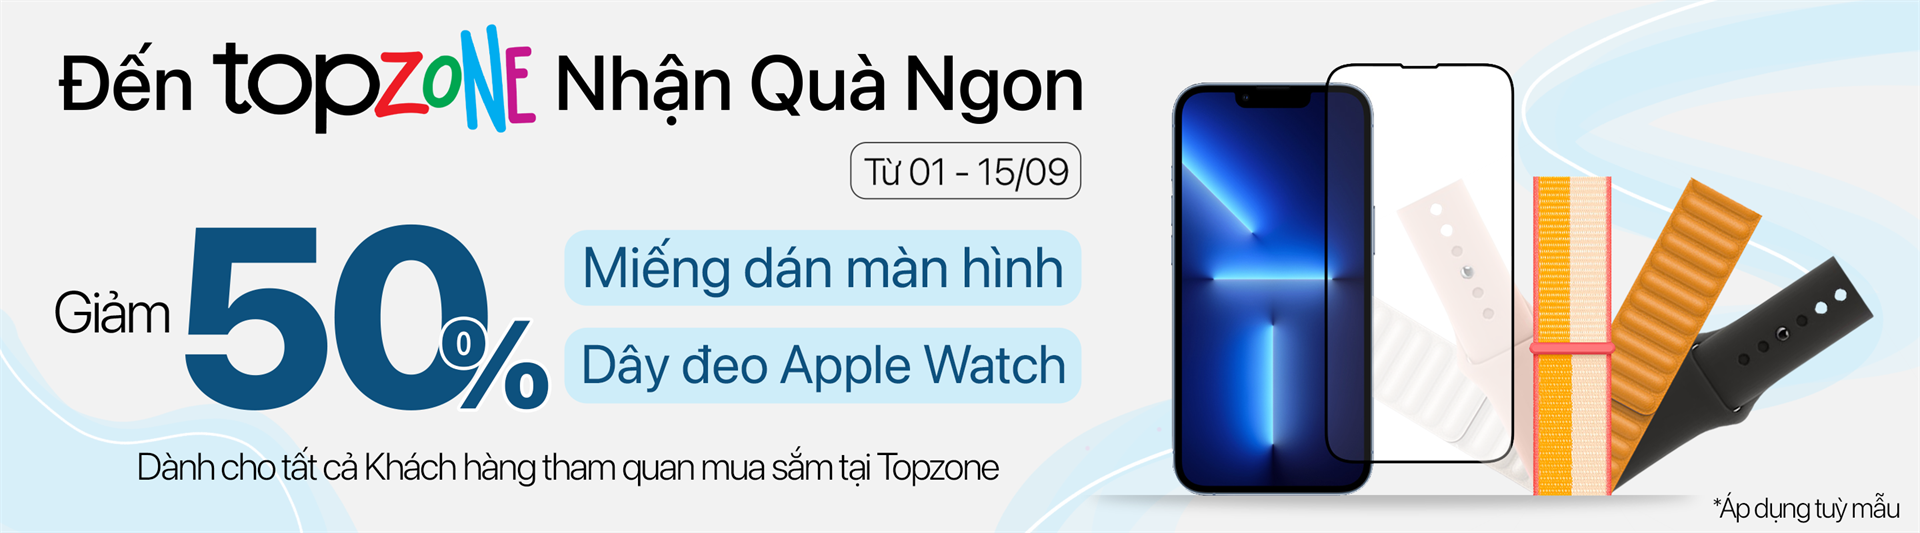 Đến topzone Nhận Quà Ngon
Từ 01 - 15/09
Giảm 50%
Miếng dán màn hình
Dây đeo Apple Watch
Dành cho tất cả Khách hàng tham quan mua sắm tại Topzone
*Áp dụng tuỳ mẫu